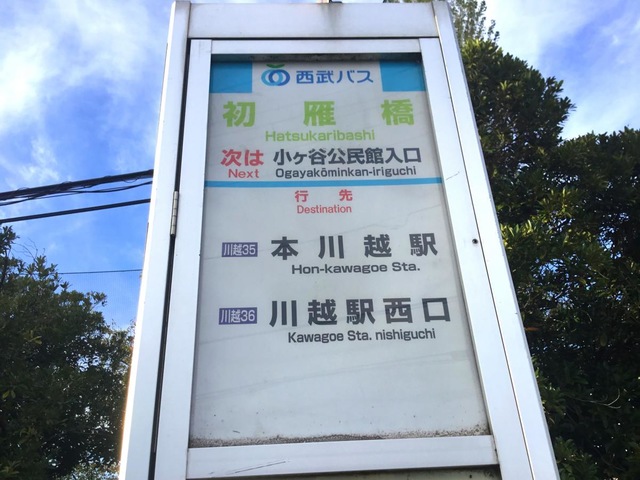 西武バス
初雁橋
Hatsukaribashi
次は 小ヶ谷公民館入口
Next Ogayakōminkan-iriguchi
行先
Destination
川越35 本川越駅
Hon-kawagoe Sta.
川越36 川越駅西口
Kawagoe Sta. nishiguchi